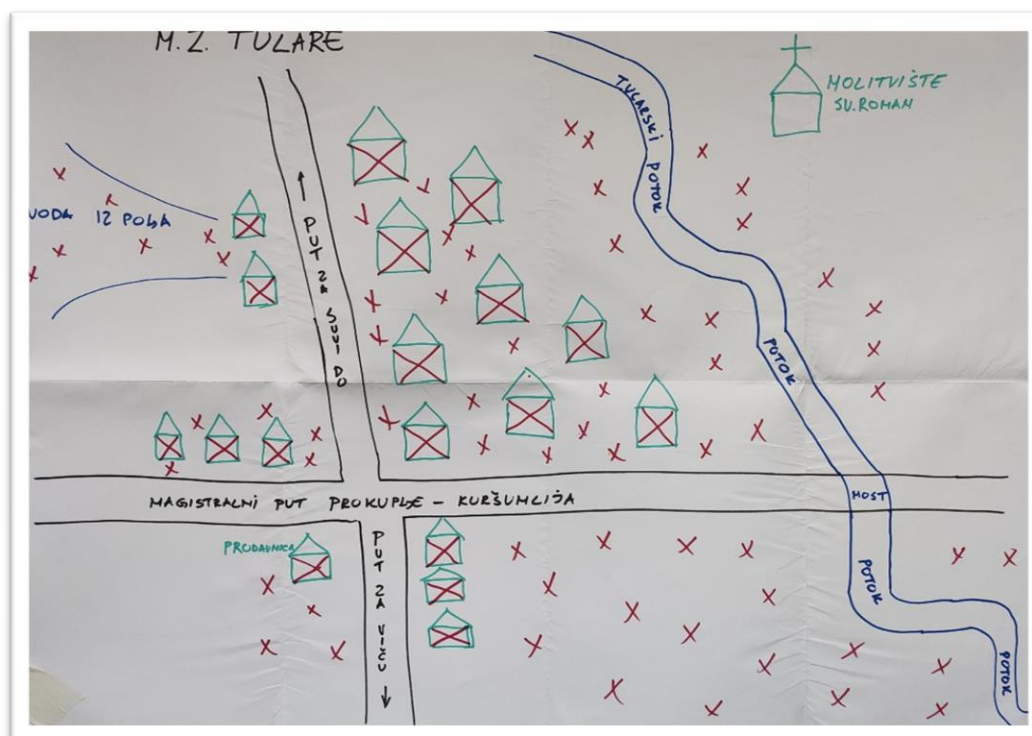 M.Z. TULARE
MOLITVIŠTE
SV. ROMAN
TULARSKI POTOK
VODA IZ POLJA
PUT ZA SUVI DO
POTOK
MAGISTRALNI PUT PROKUPLJE - KURŠUMLIJA
MOST
PRODAVNICA
PUT ZA VIČU
POTOK
POTOK